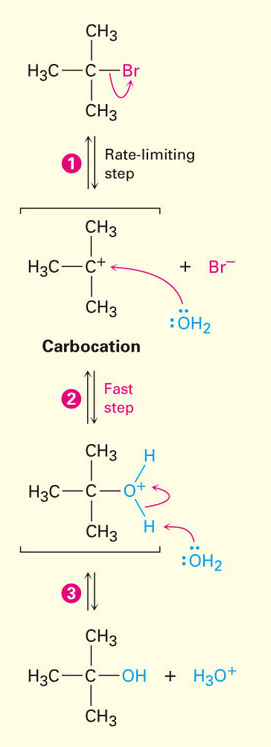 CH3
H3C—C—Br
CH3
1 Rate-limiting
step
CH3
H3C—C+ + Br−
CH3
:ÖH2
Carbocation
2 Fast
step
CH3 H
H3C—C—O+
CH3 H
:ÖH2
3
CH3
H3C—C—OH + H3O+
CH3